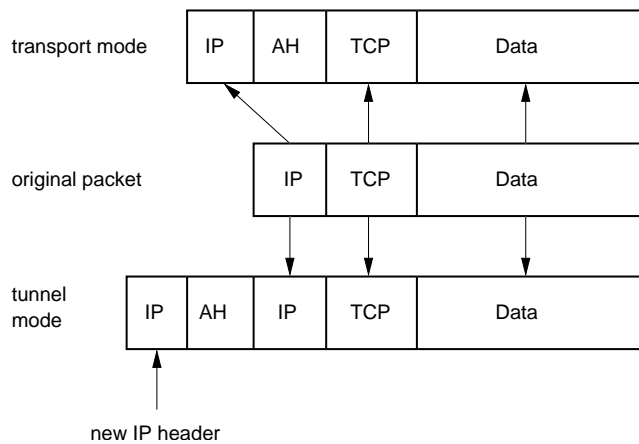 transport mode
IP AH TCP Data
original packet
IP TCP Data
tunnel
mode
IP AH IP TCP Data
new IP header